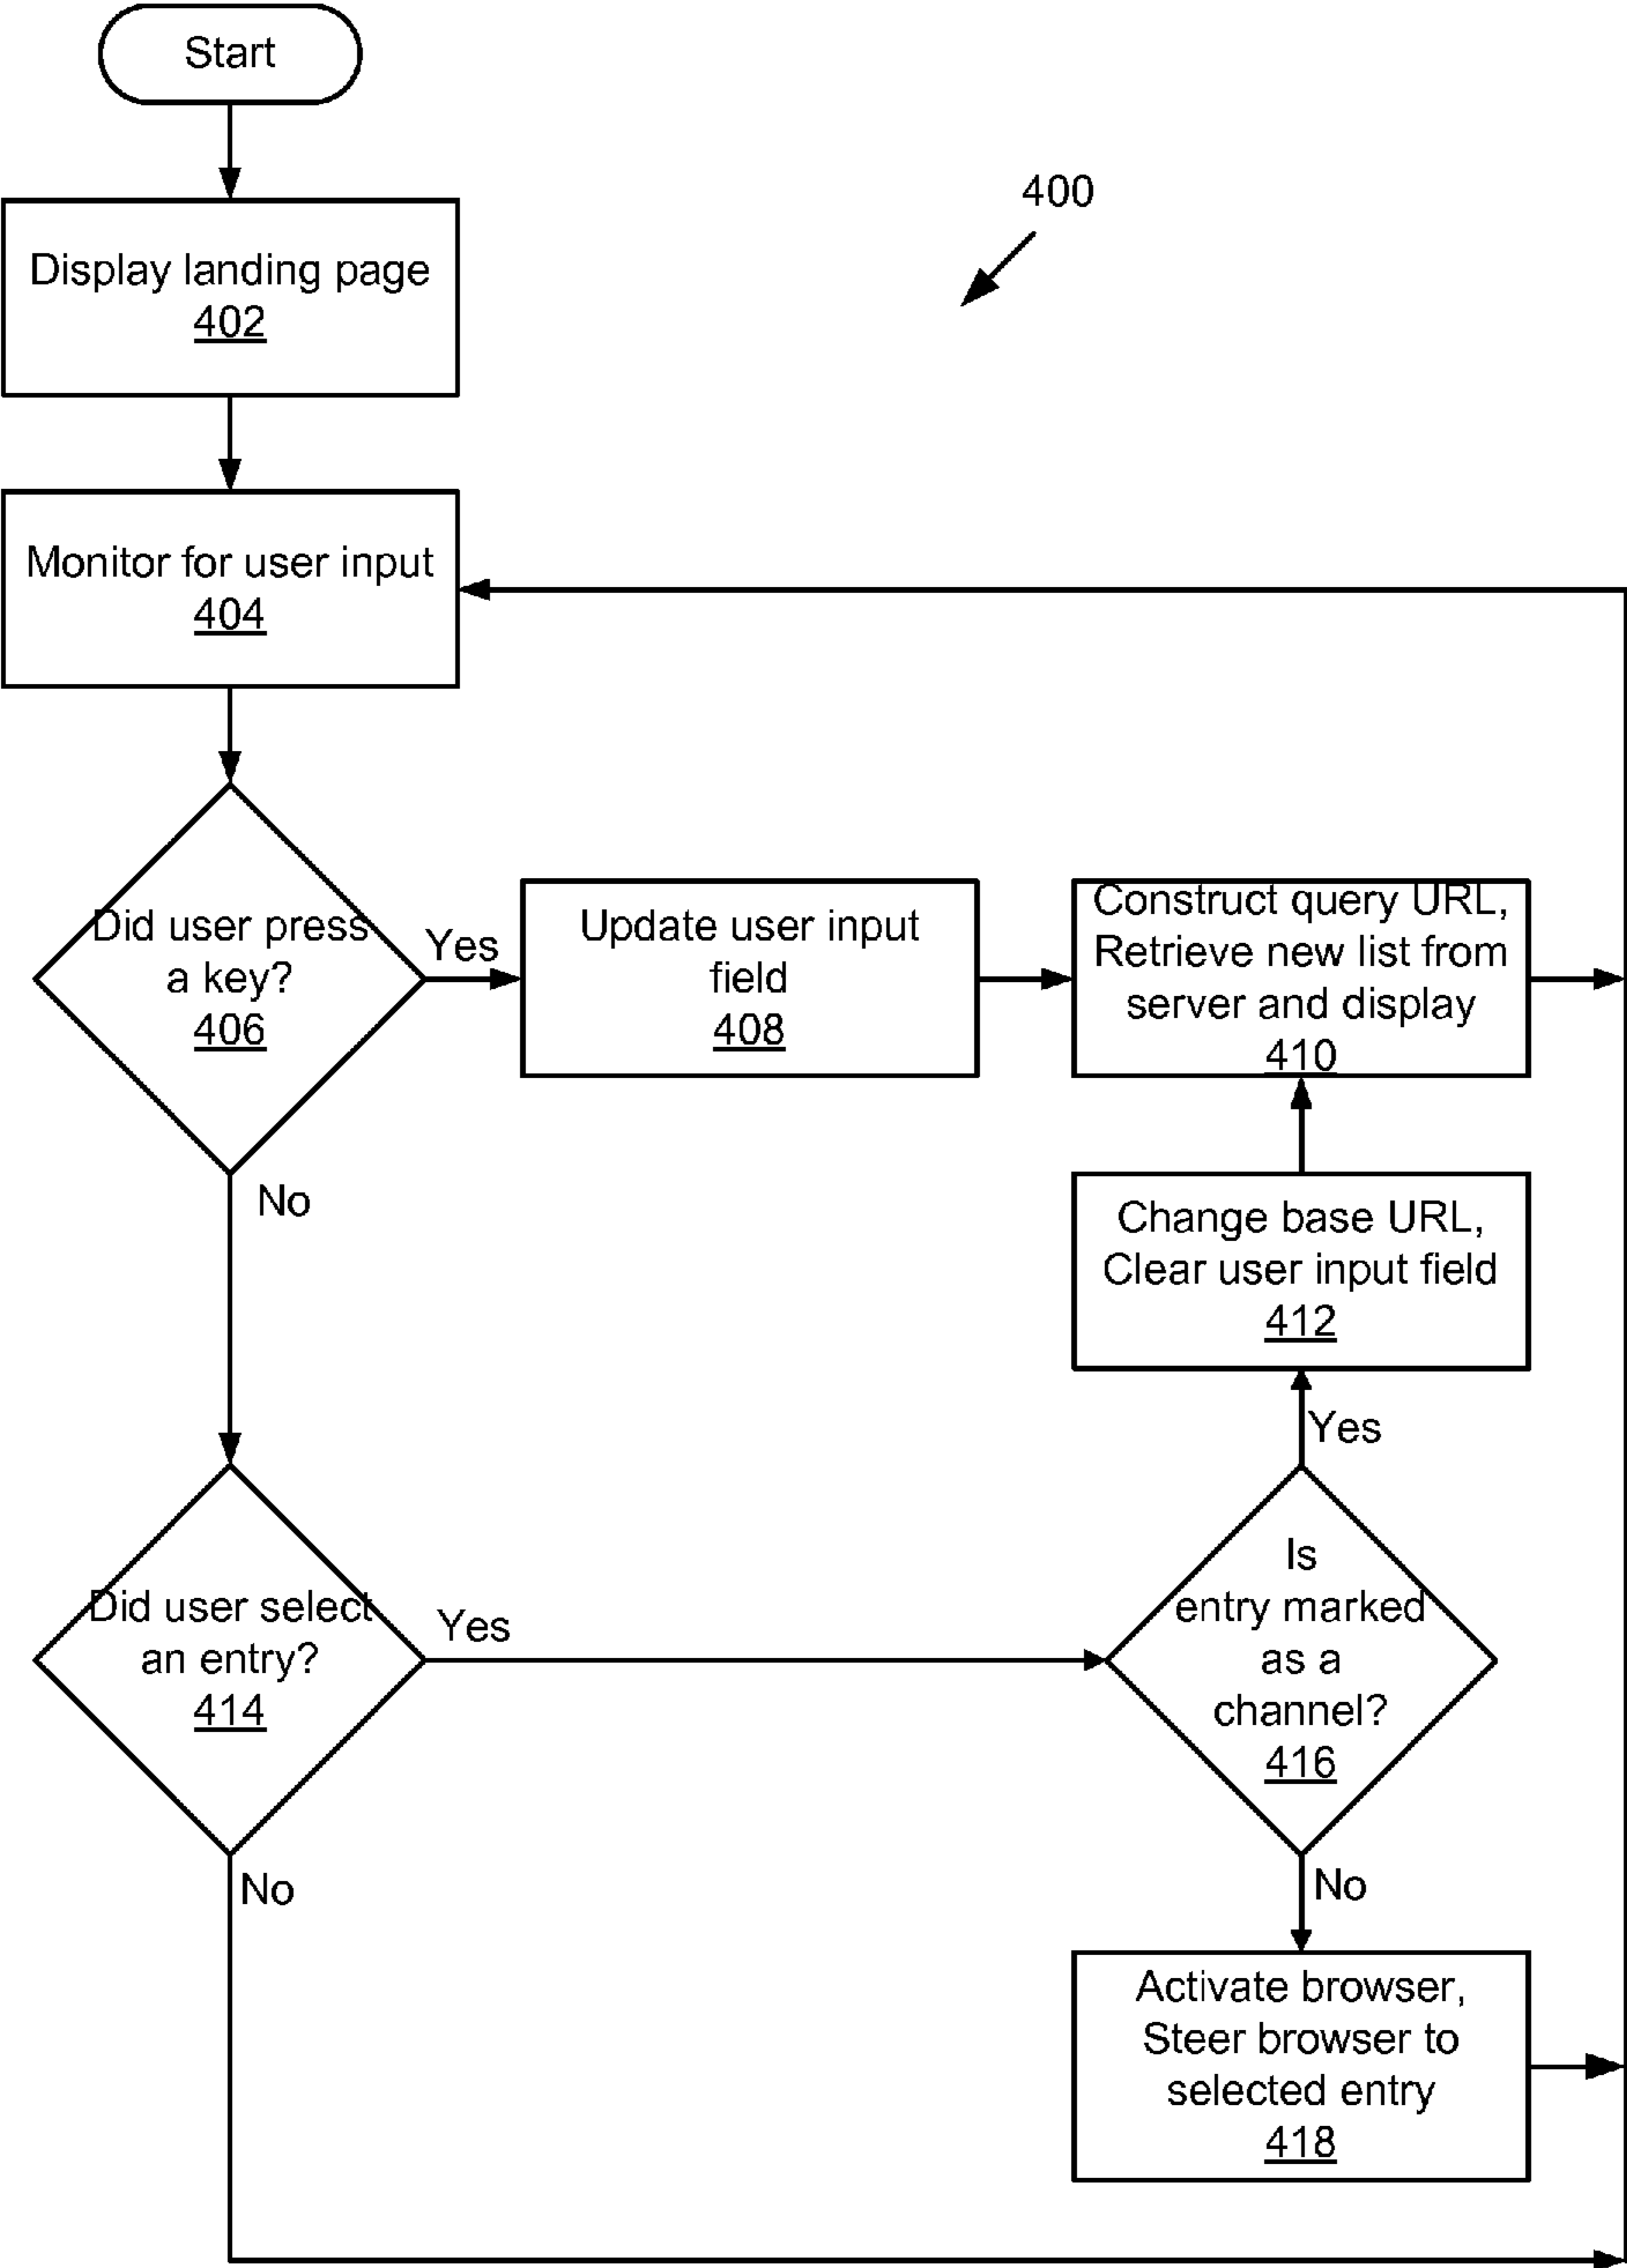 Start
400
Display landing page
402
Monitor for user input
404
Did user press
a key?
406
Yes
No
Update user input
field
408
Construct query URL,
Retrieve new list from
server and display
410
Change base URL,
Clear user input field
412
Yes
Did user select
an entry?
414
Yes
No
Is
entry marked
as a
channel?
416
No
Activate browser,
Steer browser to
selected entry
418